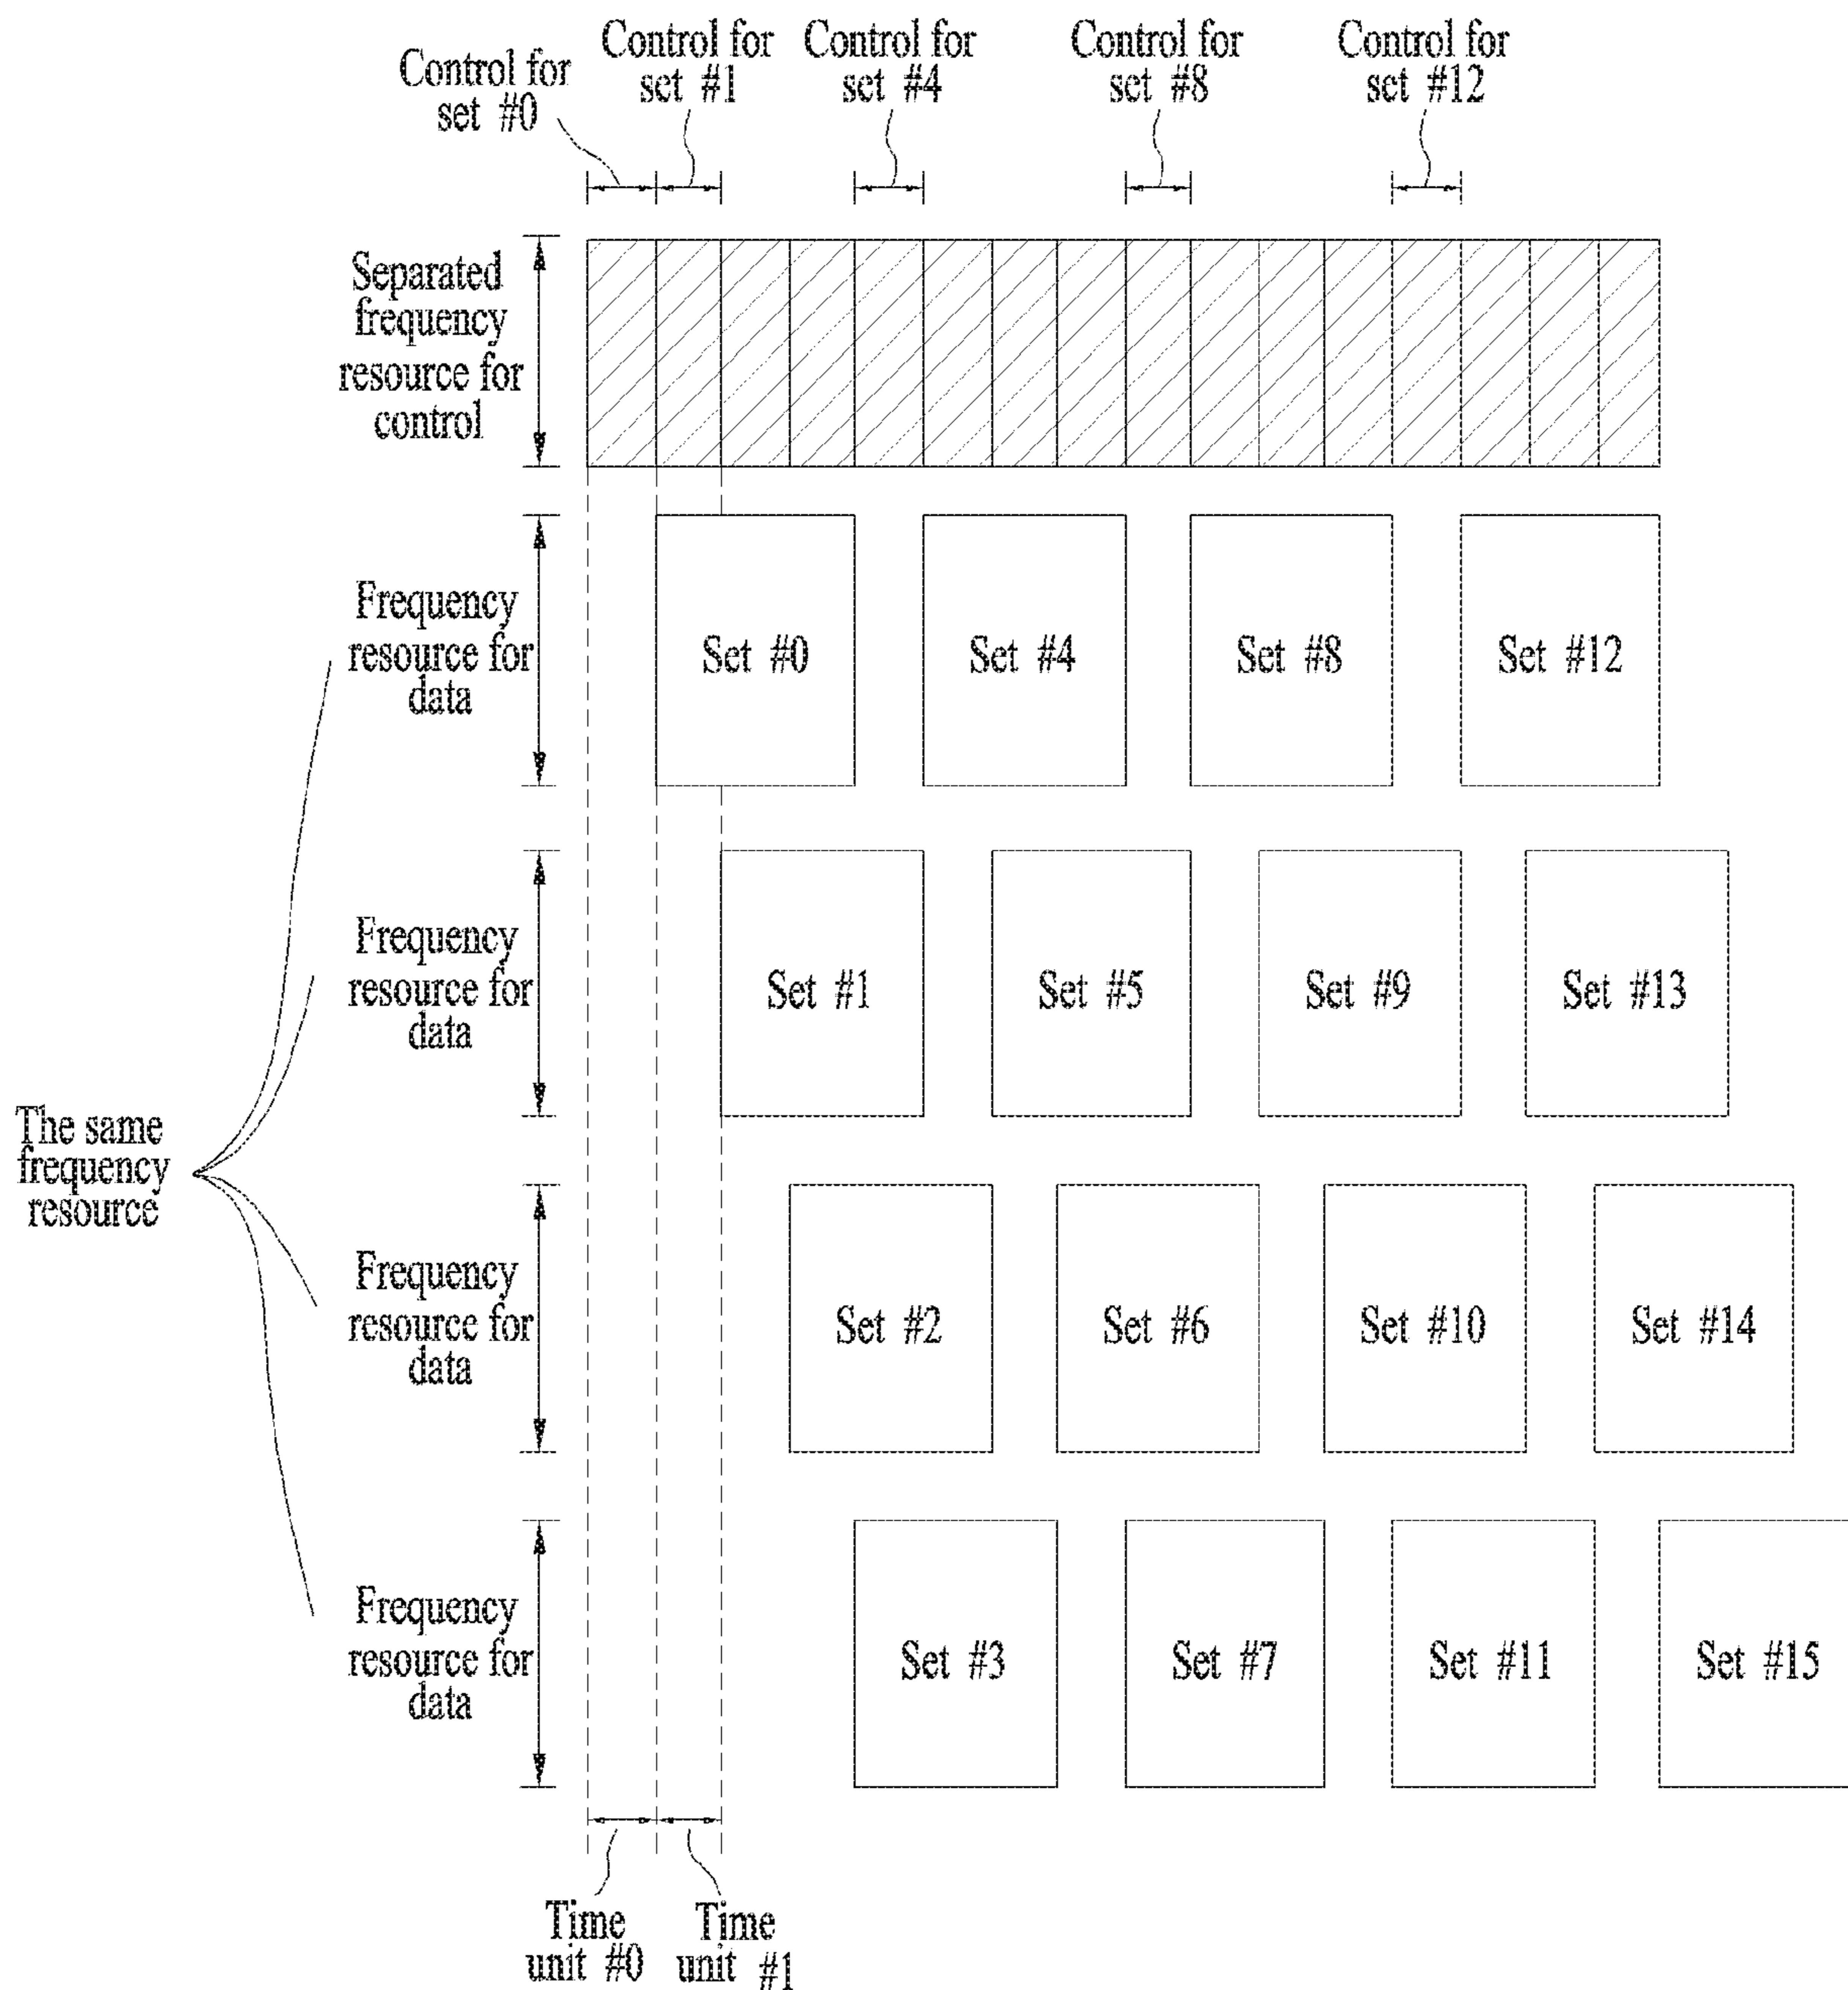 Control for
set #0
Control for
set #1
Control for
set #4
Control for
set #8
Control for
set #12
Separated
frequency
resource for
control
Frequency
resource for
data
Set #0
Set #4
Set #8
Set #12
Frequency
resource for
data
Set #1
Set #5
Set #9
Set #13
The same
frequency
resource
Frequency
resource for
data
Set #2
Set #6
Set #10
Set #14
Frequency
resource for
data
Set #3
Set #7
Set #11
Set #15
Time
unit #0
Time
unit #1